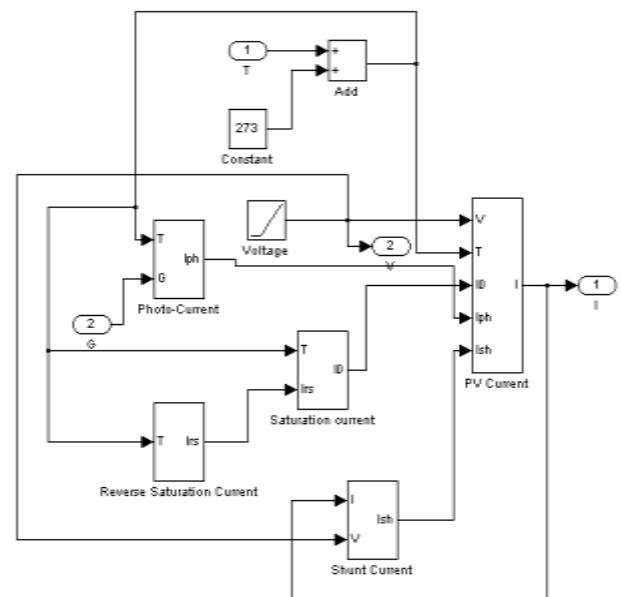 1
T
+
+
Add
273
Constant
Voltage
2
V
T
G
Iph
Photo-Current
2
G
V
T
ID
Iph
Ish
I
PV Current
1
I
T
Irs
ID
Saturation current
T
Irs
Reverse Saturation Current
I
V
Ish
Shunt Current